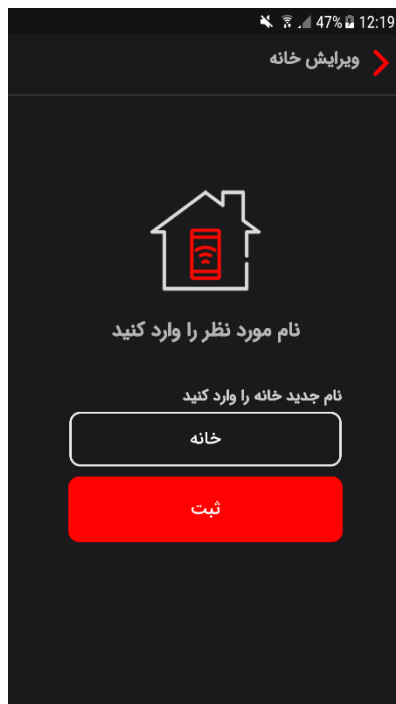 47% 12:19
ویرایش خانه
نام مورد نظر را وارد کنید
نام جدید خانه را وارد کنید
خانه
ثبت